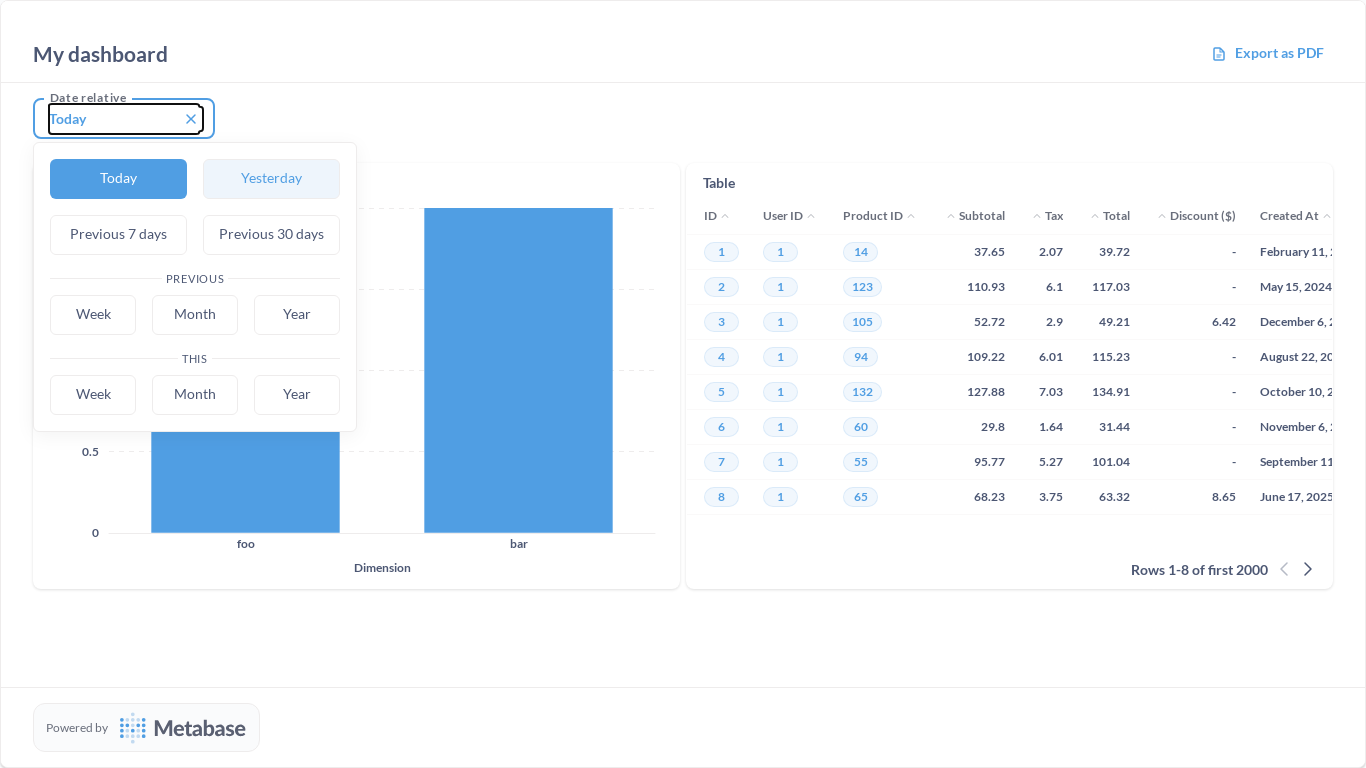 My dashboard
Export as PDF
Date relative
Today
Today
Yesterday
Previous 7 days
Previous 30 days
PREVIOUS
Week
Month
Year
THIS
Week
Month
Year
0.5
0
foo
bar
Dimension
Table
ID User ID Product ID Subtotal Tax Total Discount ($) Created At
1 1 14 37.65 2.07 39.72 - February 11,
2 1 123 110.93 6.1 117.03 - May 15, 2024
3 1 105 52.72 2.9 49.21 6.42 December 6,
4 1 94 109.22 6.01 115.23 - August 22, 20
5 1 132 127.88 7.03 134.91 - October 10,
6 1 60 29.8 1.64 31.44 - November 6,
7 1 55 95.77 5.27 101.04 - September 11
8 1 65 68.23 3.75 63.32 8.65 June 17, 2025
Rows 1-8 of first 2000
Powered by Metabase